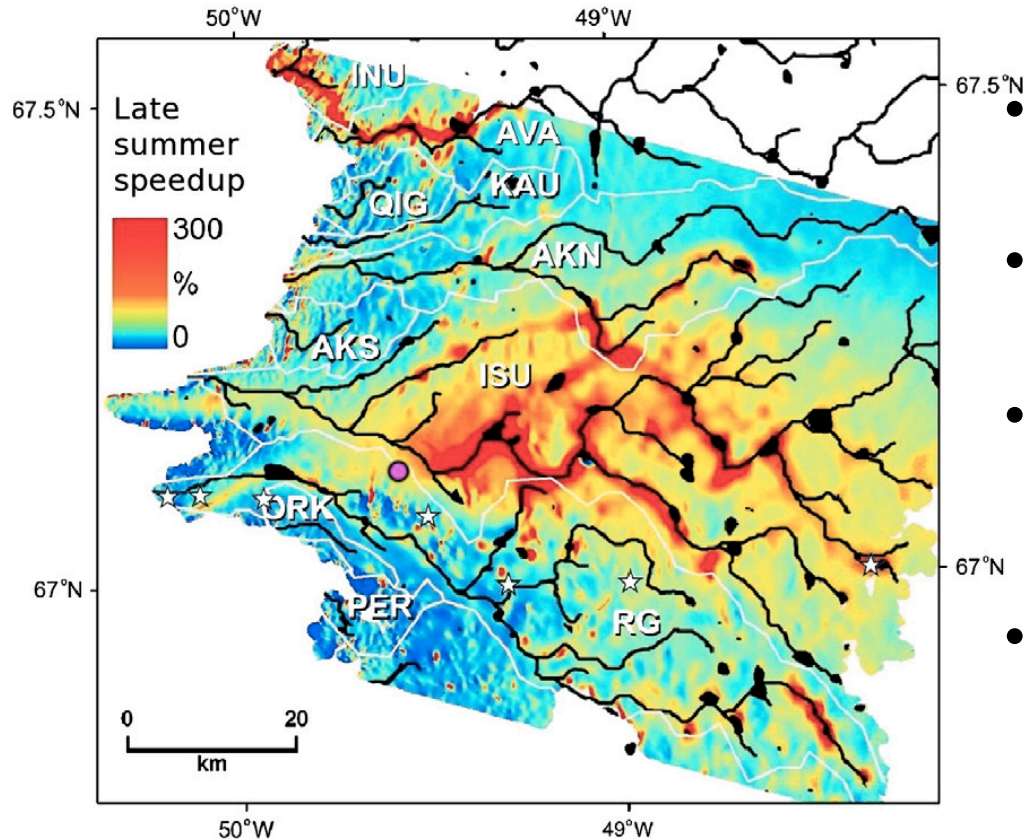 50°W 49°W
67.5°N
67.5°N
Late
summer
speedup
300
%
0
INU
AVA
KAU
QIG
AKN
AKS
ISU
ORK
PER
RG
67°N
67°N
0 20
km
50°W 49°W